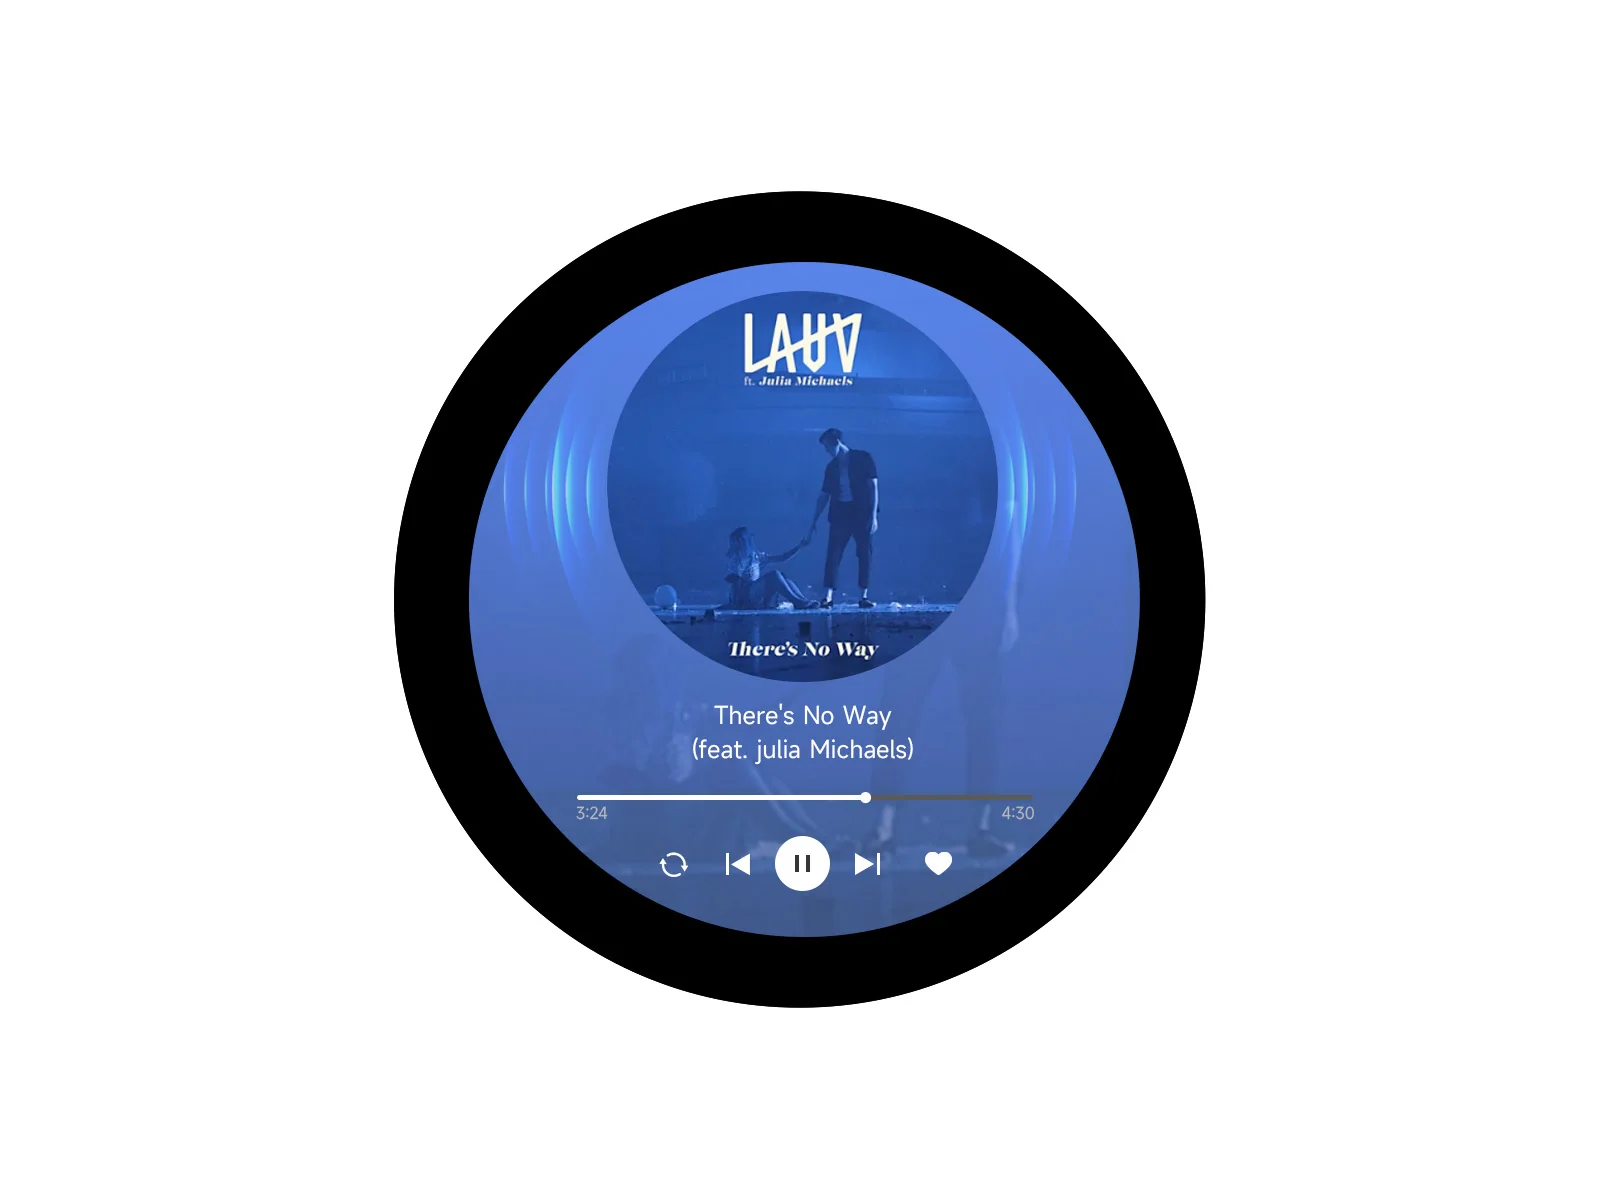 LAUV
ft. Julia Michaels
There's No Way
There's No Way
(feat. julia Michaels)
3:24 4:30